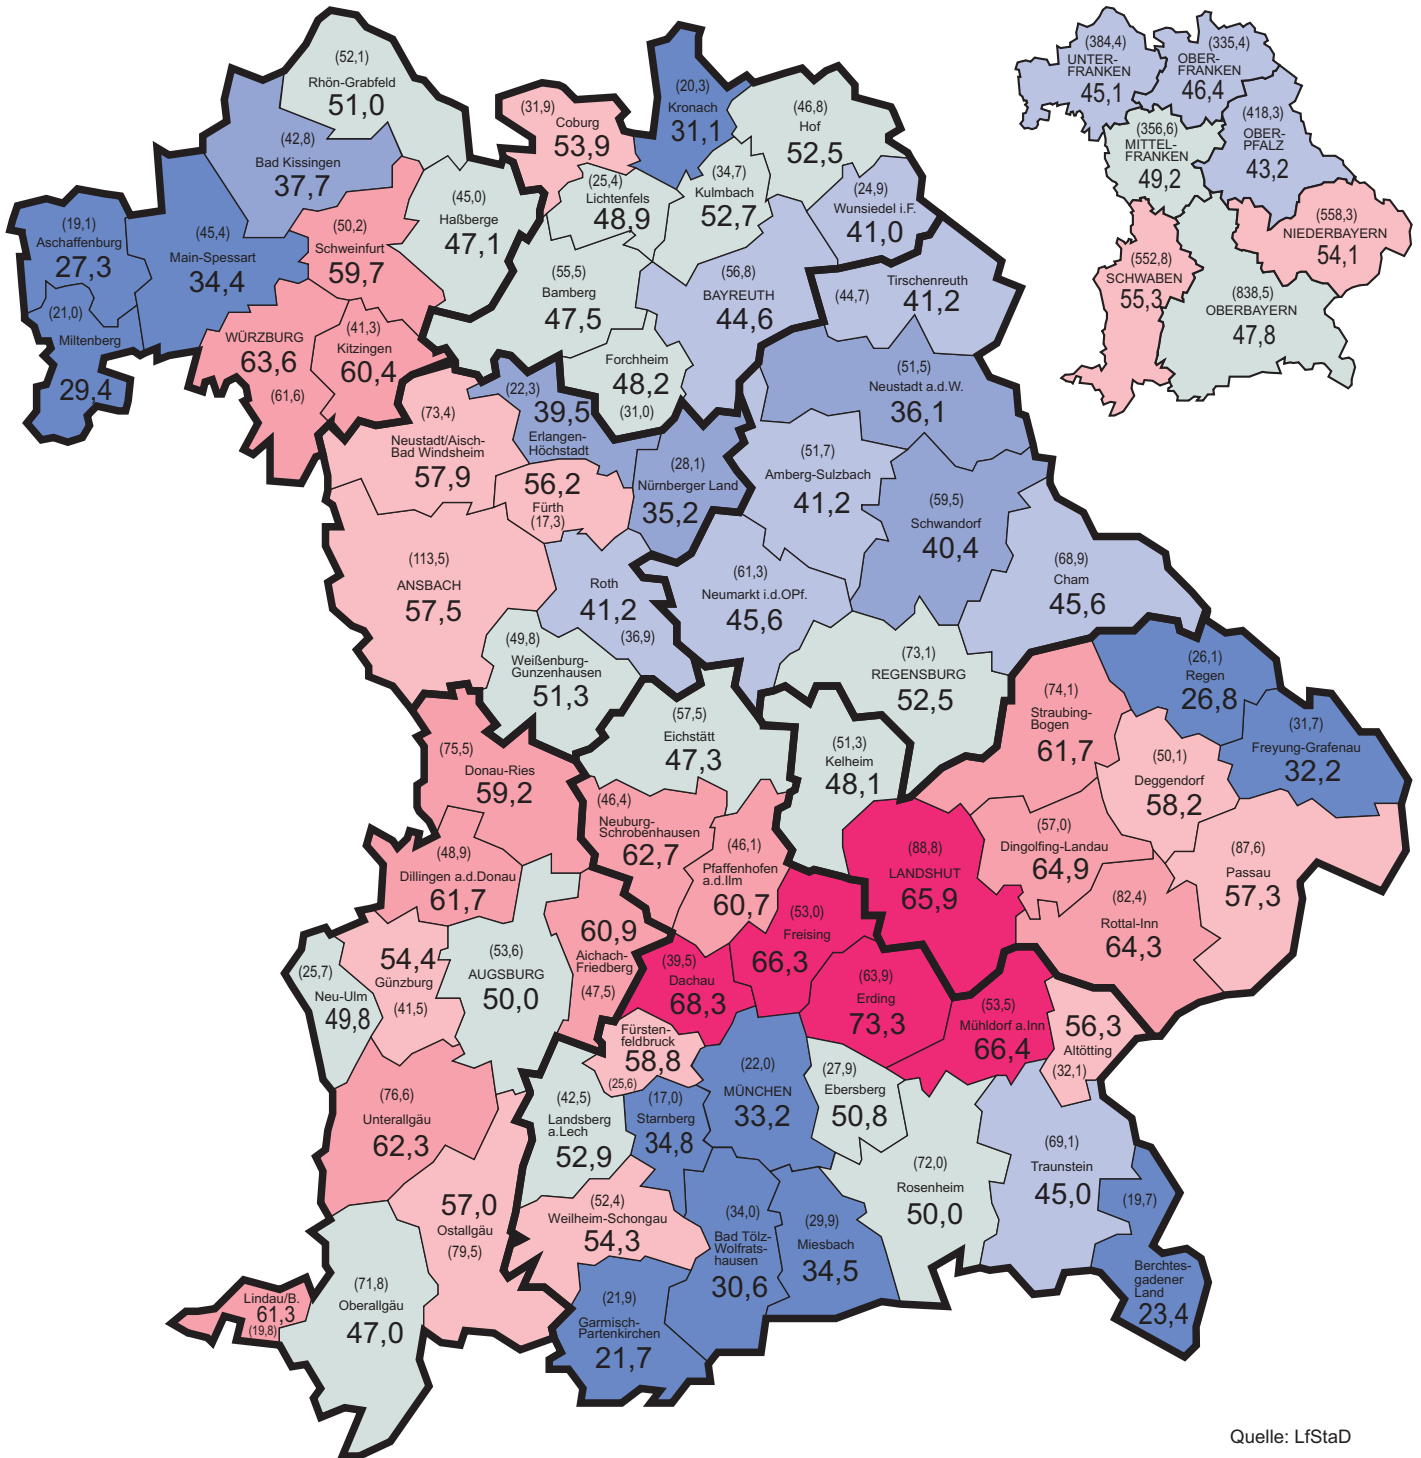 (52,1)
Rhön-Grabfeld
51,0
(42,8)
Bad Kissingen
37,7
(19,1)
Aschaffenburg
27,3
(45,4)
Main-Spessart
34,4
(21,0)
Miltenberg
29,4
(50,2)
Schweinfurt
59,7
(45,0)
Haßberge
47,1
WÜRZBURG
63,6
(61,6)
(41,3)
Kitzingen
60,4
(31,9)
Coburg
53,9
(20,3)
Kronach
31,1
(46,8)
Hof
52,5
(25,4)
Lichtenfels
48,9
(34,7)
Kulmbach
52,7
(24,9)
Wunsiedel i.F.
41,0
(55,5)
Bamberg
47,5
(56,8)
BAYREUTH
44,6
Forchheim
48,2
(31,0)
(44,7)
Tirschenreuth
41,2
(51,5)
Neustadt a.d.W.
36,1
(51,7)
Amberg-Sulzbach
41,2
(59,5)
Schwandorf
40,4
(68,9)
Cham
45,6
(61,3)
Neumarkt i.d.OPf.
45,6
(73,1)
REGENSBURG
52,5
(73,4)
Neustadt/Aisch-
Bad Windsheim
57,9
(22,3)
39,5
Erlangen-
Höchstadt
56,2
Fürth
(17,3)
(28,1)
Nürnberger Land
35,2
(113,5)
ANSBACH
57,5
Roth
41,2
(36,9)
(49,8)
Weißenburg-
Gunzenhausen
51,3
(26,1)
Regen
26,8
(31,7)
Freyung-Grafenau
32,2
(74,1)
Straubing-
Bogen
61,7
(50,1)
Deggendorf
58,2
(51,3)
Kelheim
48,1
(88,8)
LANDSHUT
65,9
(57,0)
Dingolfing-Landau
64,9
(87,6)
Passau
57,3
(82,4)
Rottal-Inn
64,3
(75,5)
Donau-Ries
59,2
(48,9)
Dillingen a.d.Donau
61,7
(25,7)
Neu-Ulm
49,8
54,4
Günzburg
(41,5)
(53,6)
AUGSBURG
50,0
60,9
Aichach-
Friedberg
(47,5)
(76,6)
Unterallgäu
62,3
57,0
Ostallgäu
(79,5)
Lindau/B.
61,3
(19,8)
(71,8)
Oberallgäu
47,0
(57,5)
Eichstätt
47,3
(46,4)
Neuburg-
Schrobenhausen
62,7
(46,1)
Pfaffenhofen
a.d.Ilm
60,7
(53,0)
Freising
66,3
(39,5)
Dachau
68,3
(63,9)
Erding
73,3
(53,5)
Mühldorf a.Inn
66,4
56,3
Altötting
(32,1)
Fürsten-
feldbruck
58,8
(25,6)
(22,0)
MÜNCHEN
33,2
(27,9)
Ebersberg
50,8
(42,5)
Landsberg
a.Lech
52,9
(17,0)
Starnberg
34,8
(52,4)
Weilheim-Schongau
54,3
(34,0)
Bad Tölz-
Wolfrats-
hausen
30,6
(29,9)
Miesbach
34,5
(72,0)
Rosenheim
50,0
(69,1)
Traunstein
45,0
(19,7)
Berchtes-
gadener
Land
23,4
(21,9)
Garmisch-
Partenkirchen
21,7
(384,4)
UNTER-
FRANKEN
45,1
(335,4)
OBER-
FRANKEN
46,4
(418,3)
OBER-
PFALZ
43,2
(356,6)
MITTEL-
FRANKEN
49,2
(558,3)
NIEDERBAYERN
54,1
(552,8)
SCHWABEN
55,3
(838,5)
OBERBAYERN
47,8
Quelle: LfStaD